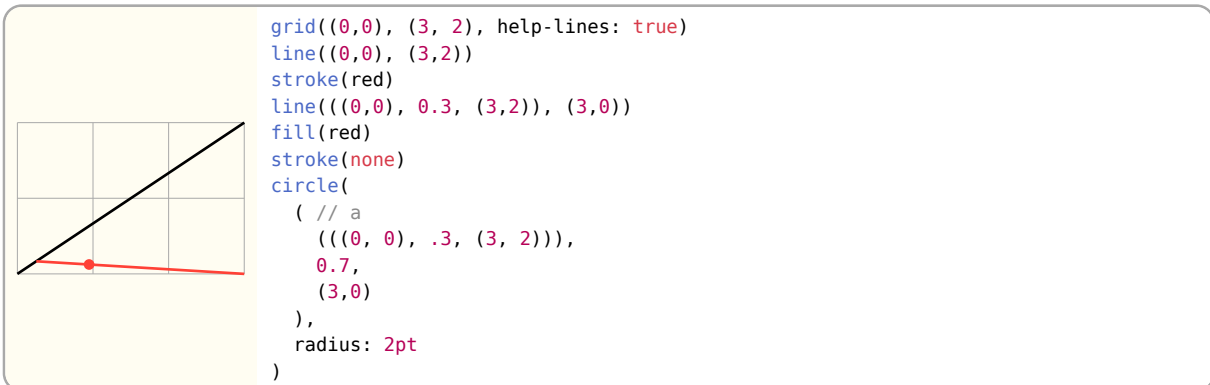 grid((0,0), (3, 2), help-lines: true)
line((0,0), (3,2))
stroke(red)
line(((0,0), 0.3, (3,2)), (3,0))
fill(red)
stroke(none)
circle(
  ( // a
    (((0, 0), .3, (3, 2))),
    0.7,
    (3,0)
  ),
  radius: 2pt
)